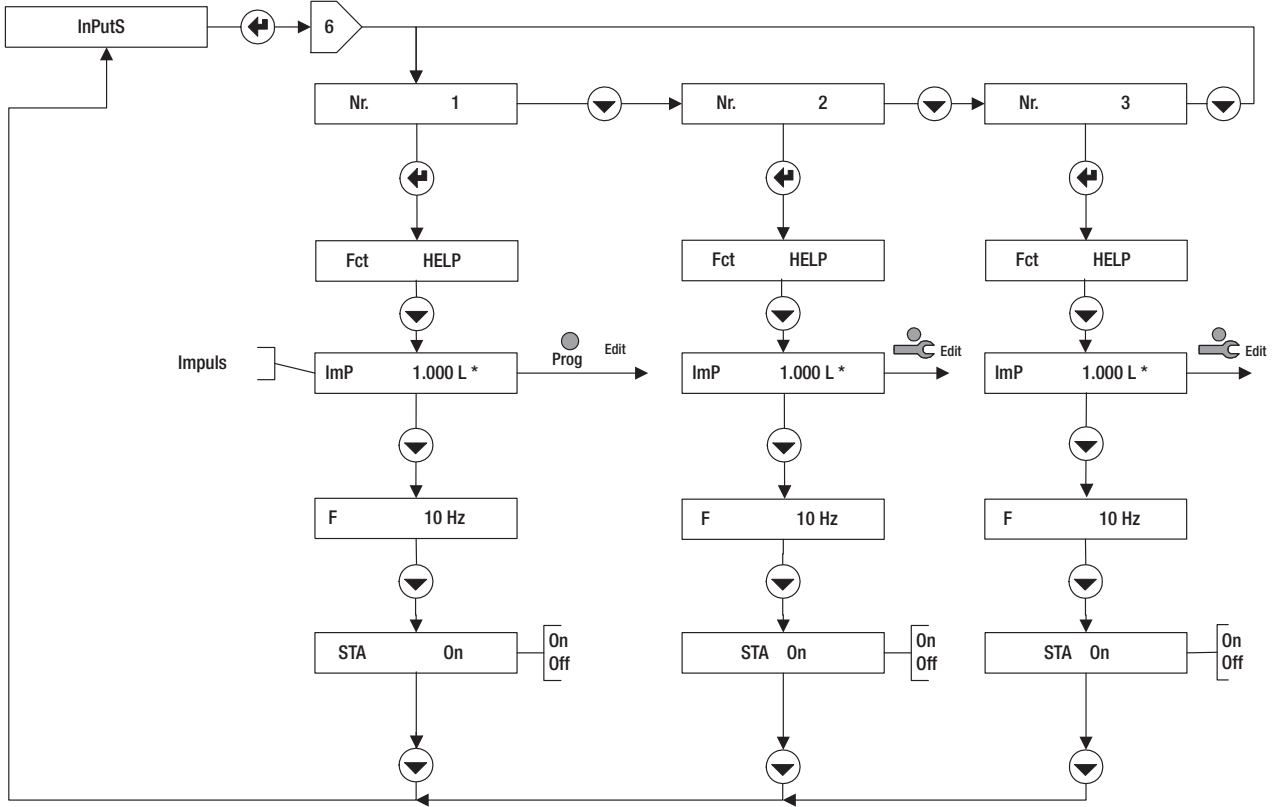 InPutS
6
Nr. 1
Nr. 2
Nr. 3
Fct HELP
Fct HELP
Fct HELP
Impuls
ImP 1.000 L *
Prog
Edit
ImP 1.000 L *
Edit
ImP 1.000 L *
Edit
F 10 Hz
F 10 Hz
F 10 Hz
STA On
On
Off
STA On
On
Off
STA On
On
Off